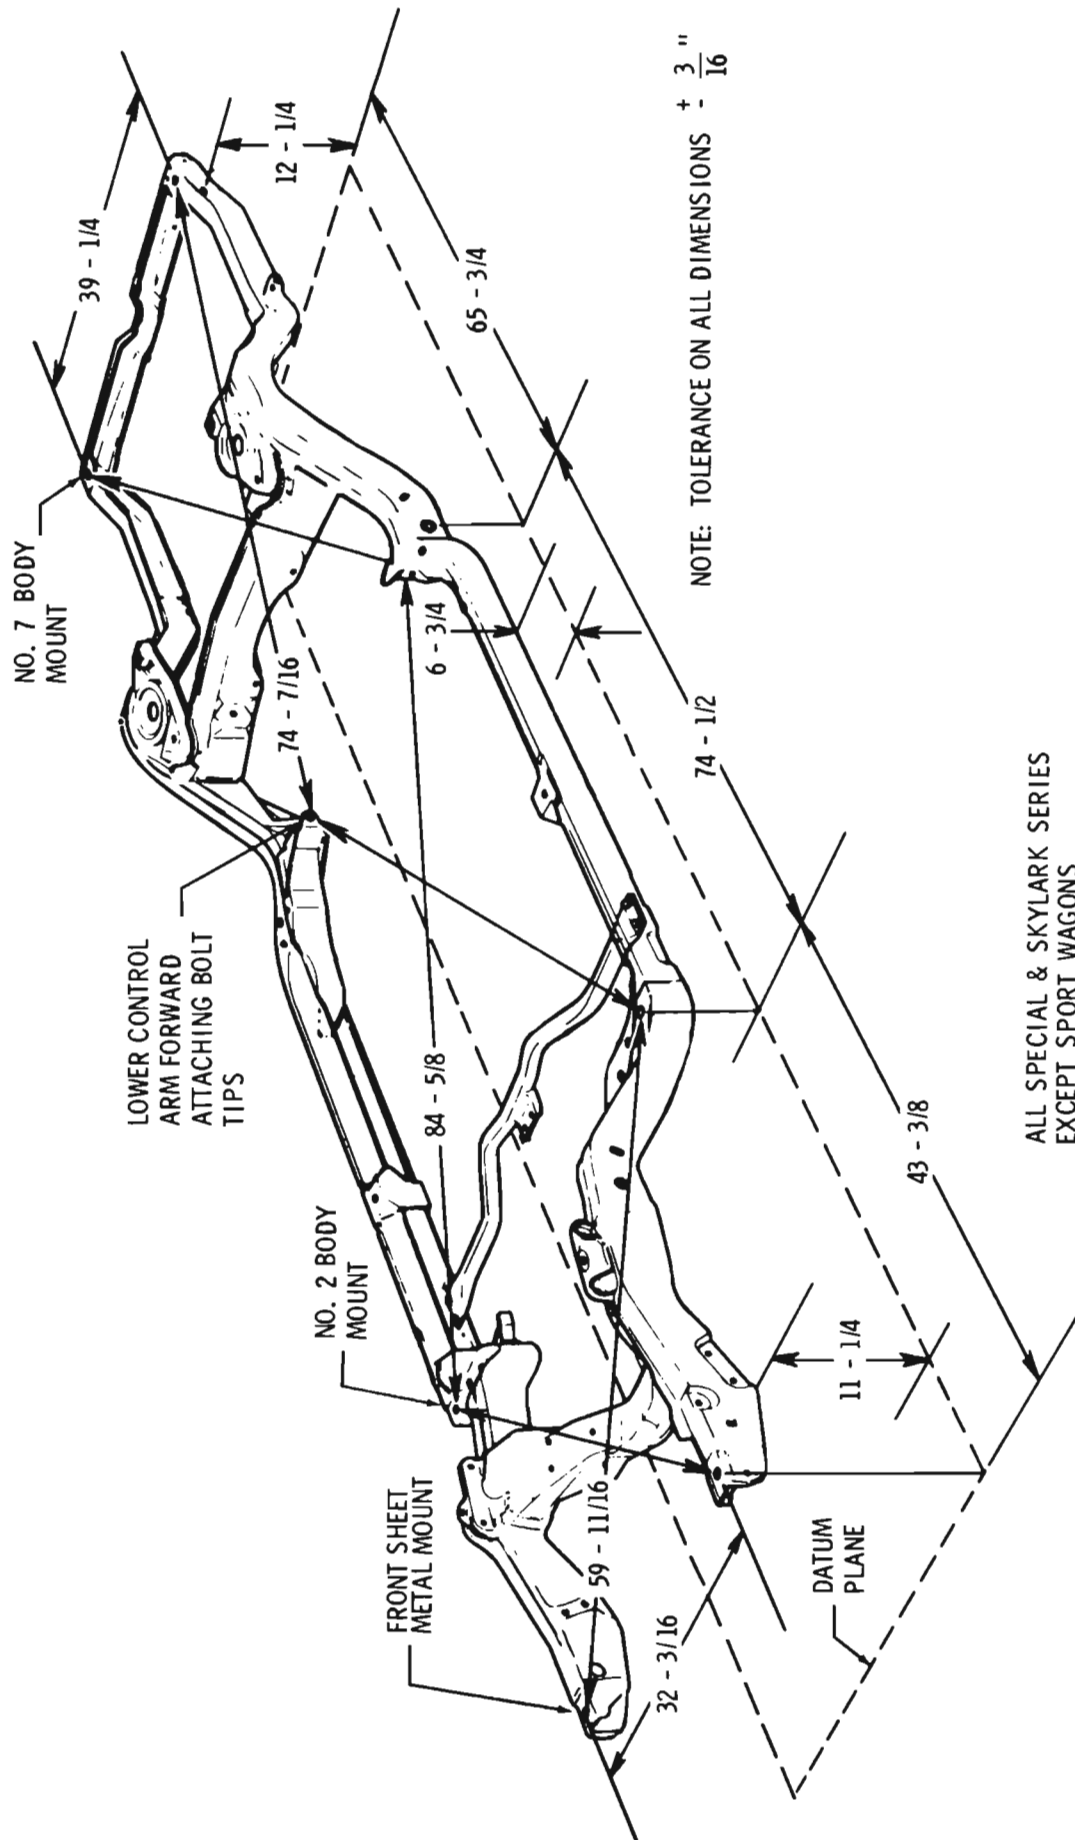 NO. 7 BODY
MOUNT
39 - 1/4
12 - 1/4
LOWER CONTROL
ARM FORWARD
ATTACHING BOLT
TIPS
74 - 7/16
65 - 3/4
6 - 3/4
NO. 2 BODY
MOUNT
84 - 5/8
74 - 1/2
NOTE: TOLERANCE ON ALL DIMENSIONS ± 3/16 "
FRONT SHEET
METAL MOUNT
59 - 11/16
32 - 3/16
11 - 1/4
43 - 3/8
DATUM
PLANE
ALL SPECIAL & SKYLARK SERIES
EXCEPT SPORT WAGONS